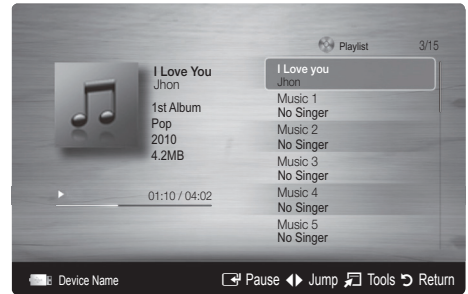 Playlist 3/15
I Love You
Jhon
1st Album
Pop
2010
4.2MB
01:10 / 04:02
I Love you
Jhon
Music 1
No Singer
Music 2
No Singer
Music 3
No Singer
Music 4
No Singer
Music 5
No Singer
Device Name Pause Jump Tools Return